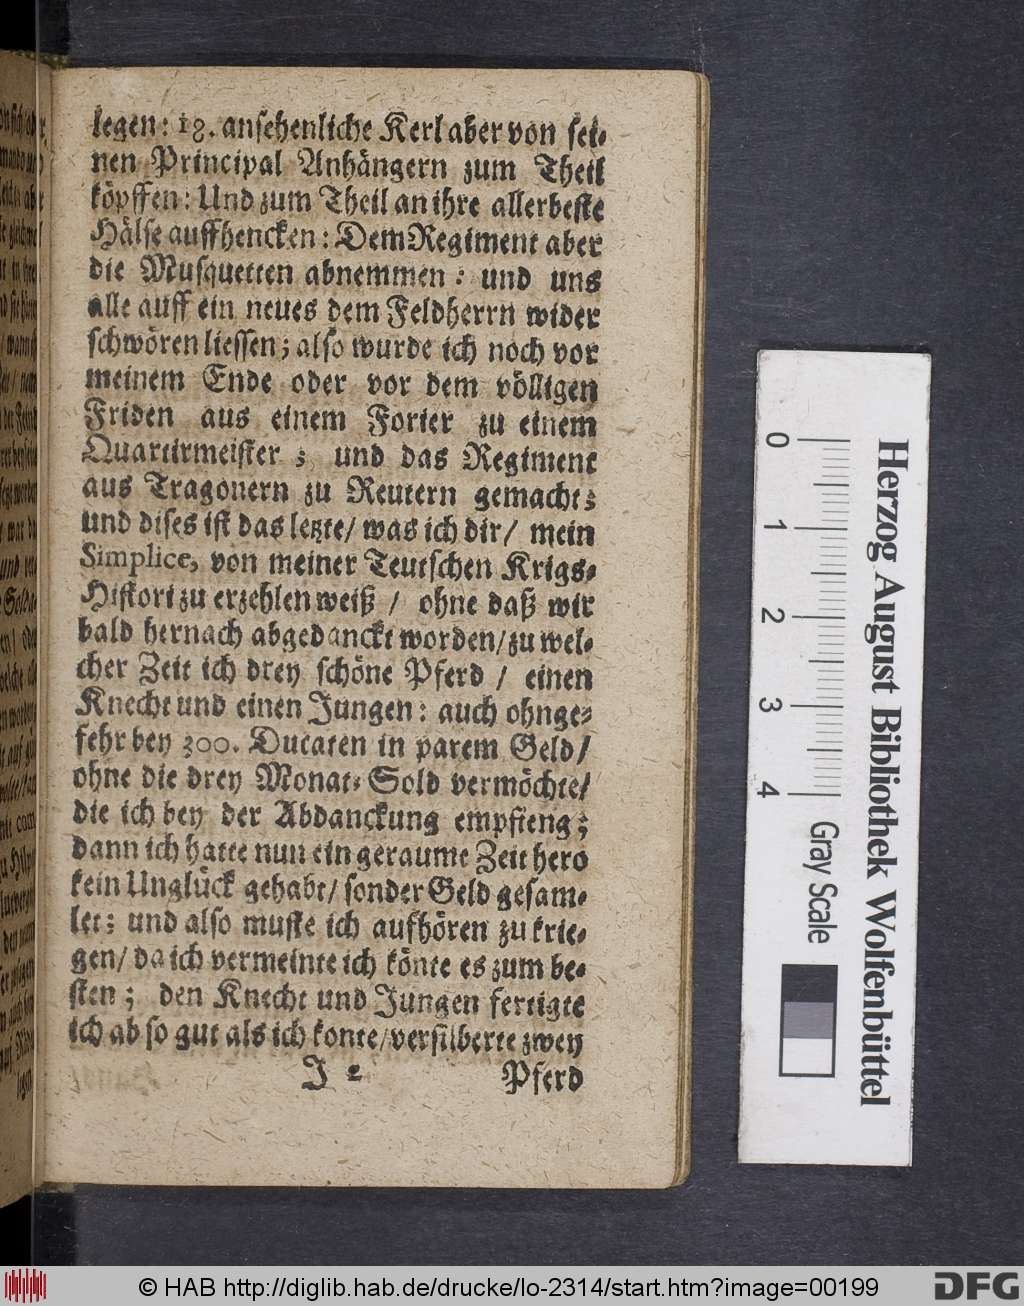 legen: 18. ansehenliche Kerl aber von sei-
nen Principal Anhängern zum Theil
köpffen: Und zum Theil an ihre allerbeste
Hälse auffhencken: Dem Regiment aber
die Musquetten abnemmen: und uns
alle auff ein neues dem Feldherrn wider
schwören liessen; also wurde ich noch vor
meinem Ende oder vor dem völligen
Friden aus einem Forier zu einem
Quartirmeister; und das Regiment
aus Tragonern zu Reutern gemacht;
und dises ist das letzte/ was ich dir/ mein
Simplice, von meiner Teutschen Krigs-
Histori zu erzehlen weiß / ohne daß wir
bald hernach abgedanckt worden/ zu wel-
cher Zeit ich drey schöne Pferd / einen
Knecht und einen Jungen: auch ohnge-
fehr bey 300. Ducaten in parem Geld/
ohne die drey Monat-Sold vermöchte/
die ich bey der Abdanckung empfieng;
dann ich hatte nun ein geraume Zeit hero
kein Unglück gehabt/ sonder Geld gesam-
let; und also muste ich aufhören zu krie-
gen/ da ich vermeinte ich könte es zum be-
sten; den Knecht und Jungen fertigte
ich ab so gut als ich konte/ versilberte zwey
J 2 Pferd
Herzog August Bibliothek Wolfenbüttel
0 1 2 3 4 Gray Scale
© HAB http://diglib.hab.de/drucke/lo-2314/start.htm?image=00199
DFG